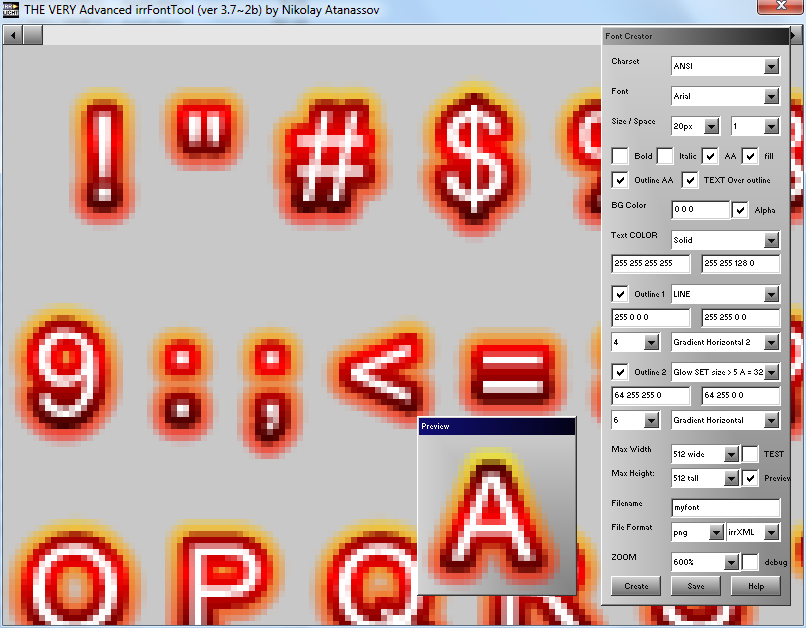 THE VERY Advanced irrFontTool (ver 3.7~2b) by Nikolay Atanassov
Font Creator
Charset ANSI
Font Arial
Size / Space 20px 1
Bold Italic AA fill
Outline AA TEXT Over outline
BG Color 0 0 0 Alpha
Text COLOR Solid
255 255 255 255 255 255 128 0
Outline 1 LINE
255 0 0 0 255 255 0 0
4 Gradient Horizontal 2
Outline 2 Glow SET size > 5 A = 32
64 255 255 0 64 255 0 0
6 Gradient Horizontal
Max Width 512 wide TEST
Max Height: 512 tall Preview
Filename myfont
File Format png irrXML
ZOOM 600% debug
Create Save Help
! " # $
9 : ; < =
Preview
A
O P Q R